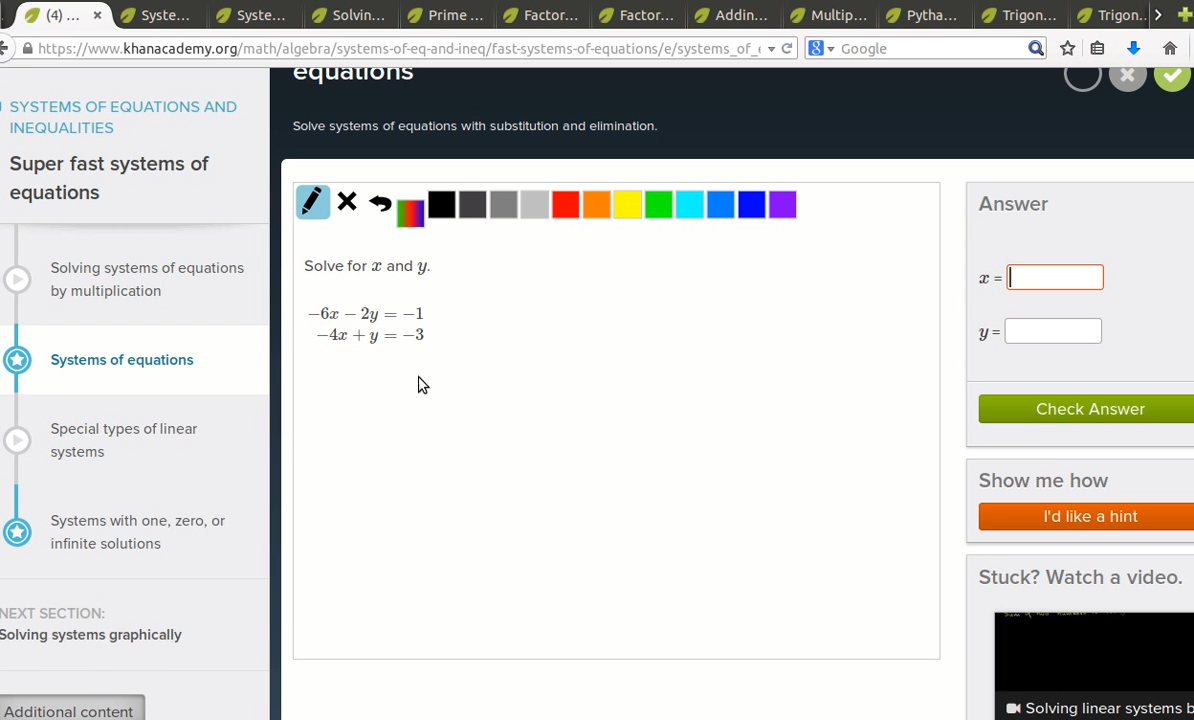 (4) ...
Syste...
Syste...
Solvin...
Prime ...
Factor...
Factor...
Addin...
Multip...
Pytha...
Trigon...
Trigon...
https://www.khanacademy.org/math/algebra/systems-of-eq-and-ineq/fast-systems-of-equations/e/systems_of_e
Google
equations
Solve systems of equations with substitution and elimination.
SYSTEMS OF EQUATIONS AND
INEQUALITIES
Super fast systems of
equations
Solving systems of equations
by multiplication
Systems of equations
Special types of linear
systems
Systems with one, zero, or
infinite solutions
NEXT SECTION:
Solving systems graphically
Additional content
Solve for x and y.
−6x − 2y = −1
−4x + y = −3
Answer
x =
y =
Check Answer
Show me how
I'd like a hint
Stuck? Watch a video.
Solving linear systems b